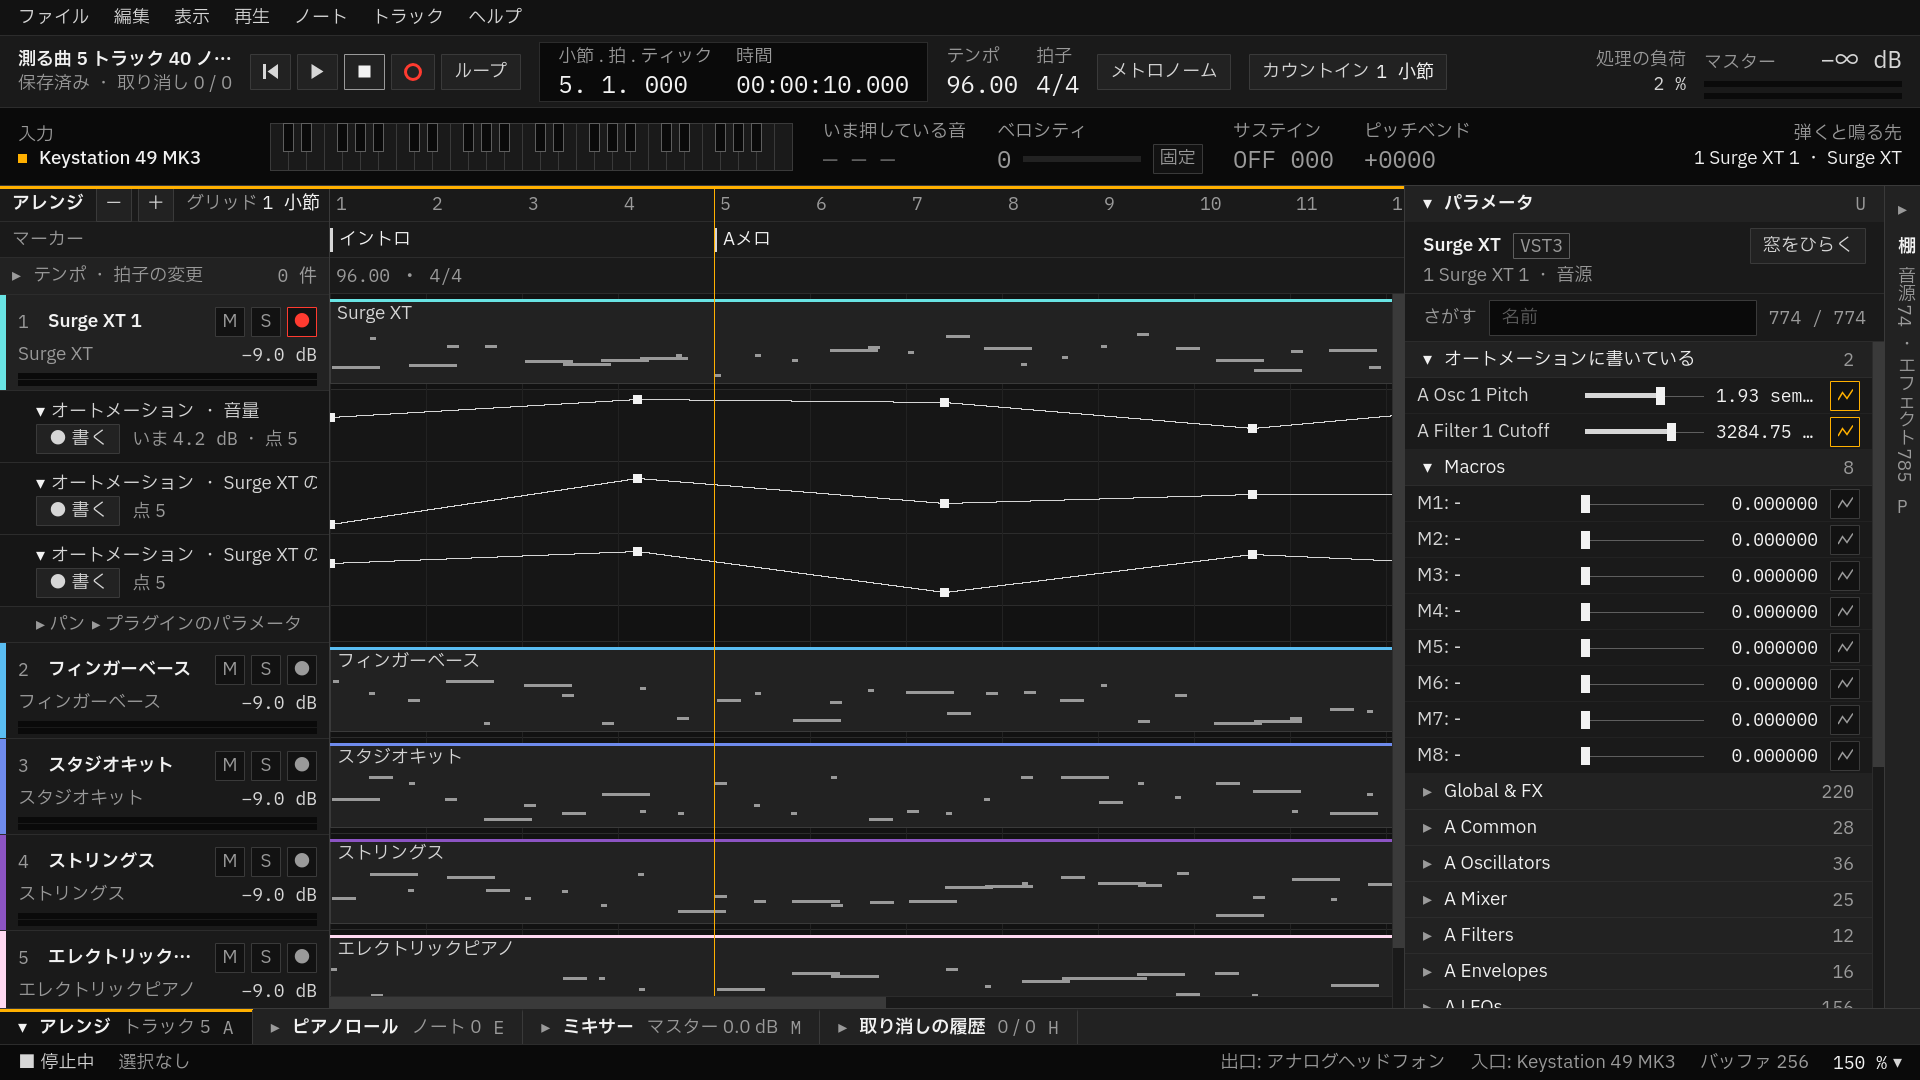 ファイル 編集 表示 再生 ノート トラック ヘルプ
測る曲 5 トラック 40 ノ…
保存済み ・ 取り消し 0 / 0
ループ
小節 . 拍 . ティック 時間
5. 1. 000 00:00:10.000
テンポ 拍子
96.00 4/4
メトロノーム
カウントイン 1 小節
処理の負荷
2 %
マスター −∞ dB
入力
Keystation 49 MK3
いま押している音
— — —
ベロシティ
0 固定
サステイン
OFF 000
ピッチベンド
+0000
弾くと鳴る先
1 Surge XT 1 ・ Surge XT
アレンジ − + グリッド 1 小節
1 2 3 4 5 6 7 8 9 10 11 1
マーカー
イントロ Aメロ
▸ テンポ ・ 拍子の変更 0 件
96.00 • 4/4
1 Surge XT 1 M S
Surge XT −9.0 dB
Surge XT
▾ オートメーション ・ 音量
● 書く いま 4.2 dB ・ 点 5
▾ オートメーション ・ Surge XT の
● 書く 点 5
▾ オートメーション ・ Surge XT の
● 書く 点 5
▸ パン ▸ プラグインのパラメータ
2 フィンガーベース M S
フィンガーベース −9.0 dB
フィンガーベース
3 スタジオキット M S
スタジオキット −9.0 dB
スタジオキット
4 ストリングス M S
ストリングス −9.0 dB
ストリングス
5 エレクトリック… M S
エレクトリックピアノ −9.0 dB
エレクトリックピアノ
▾ パラメータ U
Surge XT VST3 窓をひらく
1 Surge XT 1 ・ 音源
さがす 名前 774 / 774
▾ オートメーションに書いている 2
A Osc 1 Pitch 1.93 sem…
A Filter 1 Cutoff 3284.75 …
▾ Macros 8
M1: - 0.000000
M2: - 0.000000
M3: - 0.000000
M4: - 0.000000
M5: - 0.000000
M6: - 0.000000
M7: - 0.000000
M8: - 0.000000
▸ Global & FX 220
▸ A Common 28
▸ A Oscillators 36
▸ A Mixer 25
▸ A Filters 12
▸ A Envelopes 16
▸ A LFOs 156
▸ 棚 音源 74 ・ エフェクト 785 P
▾ アレンジ トラック 5 A
▸ ピアノロール ノート 0 E
▸ ミキサー マスター 0.0 dB M
▸ 取り消しの履歴 0 / 0 H
■ 停止中 選択なし
出口: アナログヘッドフォン 入口: Keystation 49 MK3 バッファ 256 150 % ▾